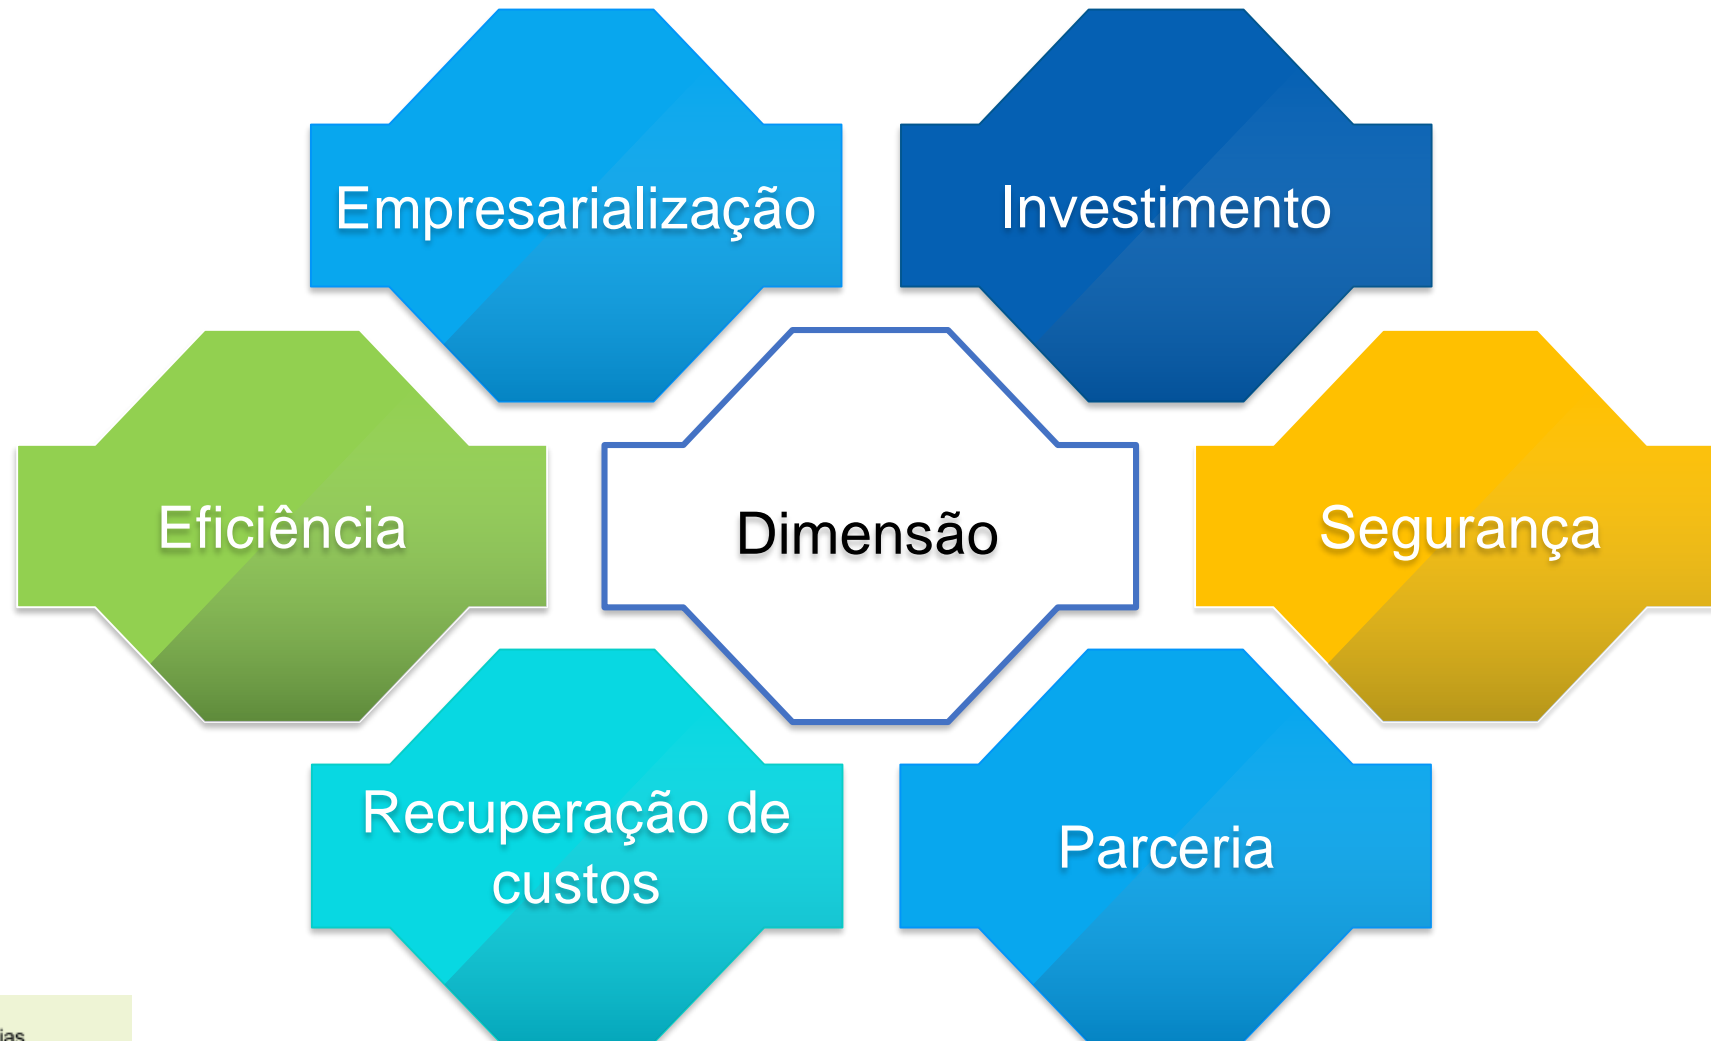 Empresarialização
Investimento
Eficiência
Dimensão
Segurança
Recuperação de
custos
Parceria